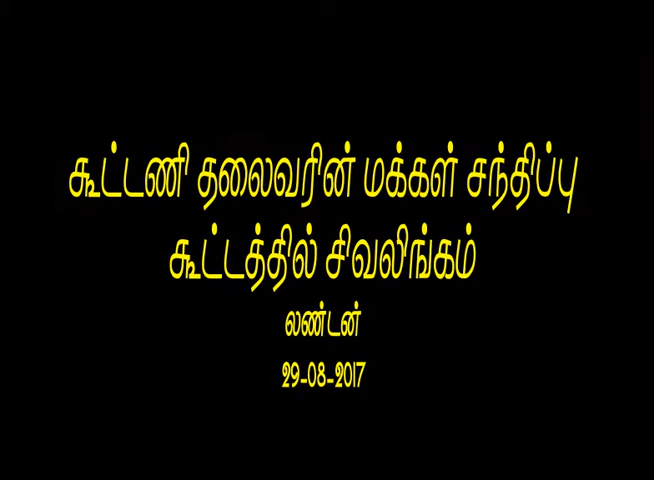 கூட்டணி தலைவரின் மக்கள் சந்திப்பு
கூட்டத்தில் சிவலிங்கம்
லண்டன்
29-08-2017